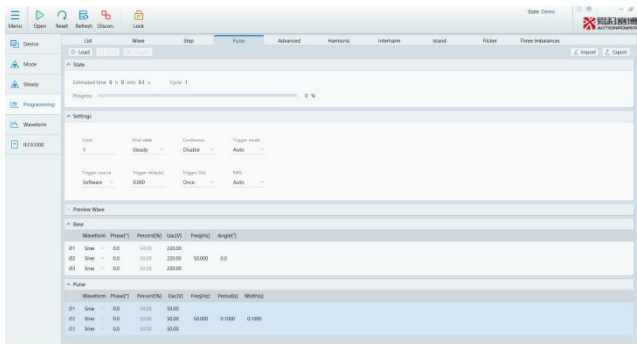 State: Demo
Menu Open Reset Refresh Discon. Lock
爱科赛博
ACTIONPOWER
Device
Mode
Steady
Programming
Waveform
IEC61000
List Wave Step Pulse Advanced Harmonic Interharm Island Flicker Three Imbalances
Load
Import Export
State
Estimated time 0 h 0 min 0.1 s Cycle 1
Progress 0 %
Settings
Cycle Final state Continuous Trigger mode
1 Steady Disable Auto
Trigger source Trigger delay(s) Trigger Out RMS
Software 0.000 Once Auto
Preview Wave
Base
Waveform Phase(°) Percent(%) Uac(V) Freq(Hz) Angle(°)
Ø1 Sine 0.0 50.00 220.00
Ø2 Sine 0.0 50.00 220.00 50.000 0.0
Ø3 Sine 0.0 50.00 220.00
Pulse
Waveform Phase(°) Percent(%) Uac(V) Freq(Hz) Period(s) Width(s)
Ø1 Sine 0.0 50.00 50.00
Ø2 Sine 0.0 50.00 50.00 50.000 0.1000 0.1000
Ø3 Sine 0.0 50.00 50.00